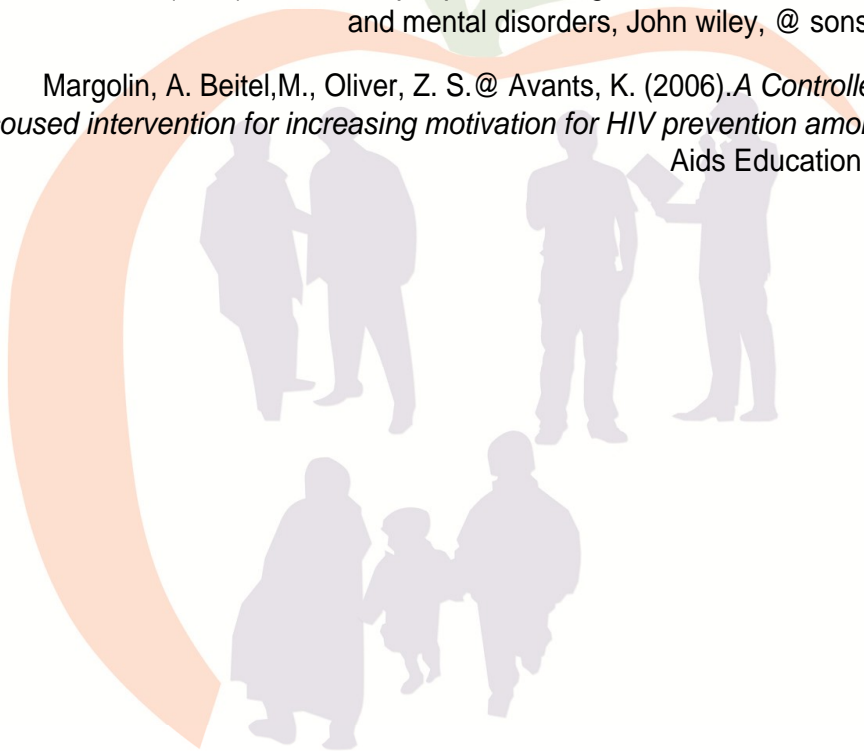 and mental disorders, John wiley, @ sons
Margolin, A. Beitel,M., Oliver, Z. S.@ Avants, K. (2006).A Controlle
oused intervention for increasing motivation for HIV prevention amo
Aids Education